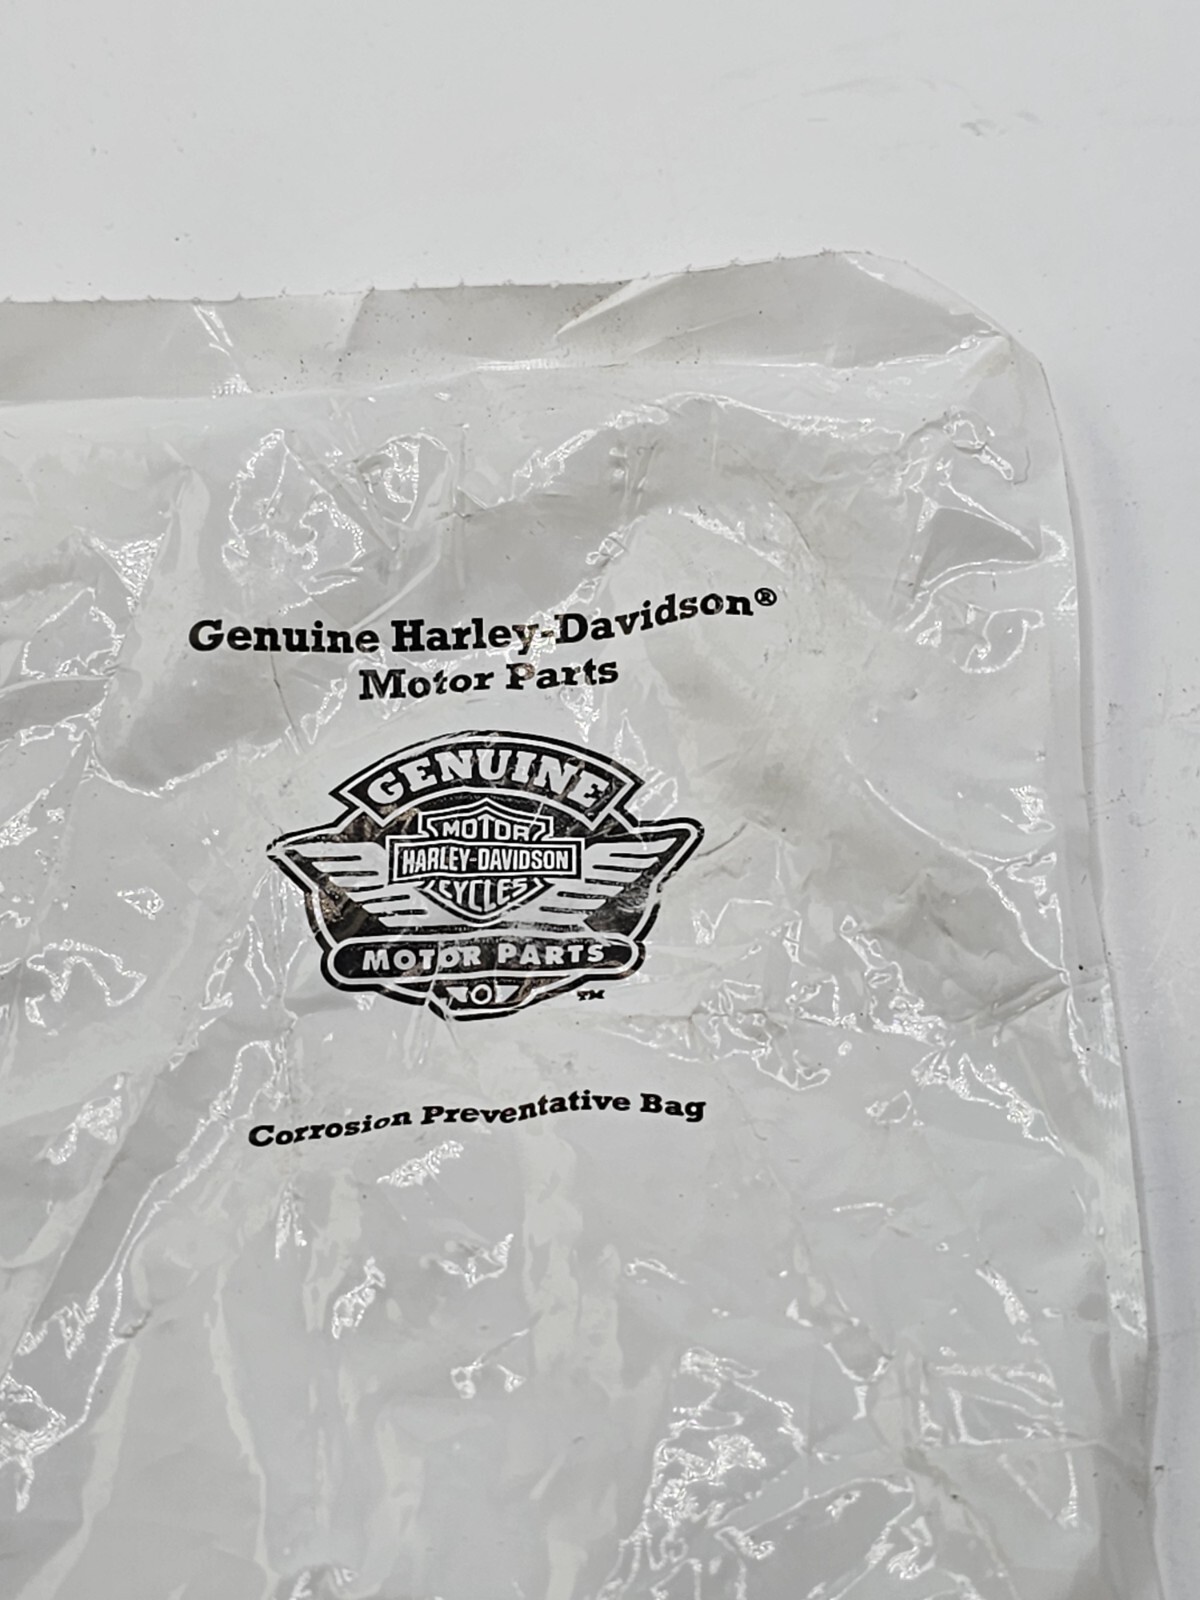 Genuine Harley-Davidson®
Motor Parts
GENUINE
MOTOR
HARLEY-DAVIDSON
CYCLES
MOTOR PARTS
TM
Corrosion Preventative Bag